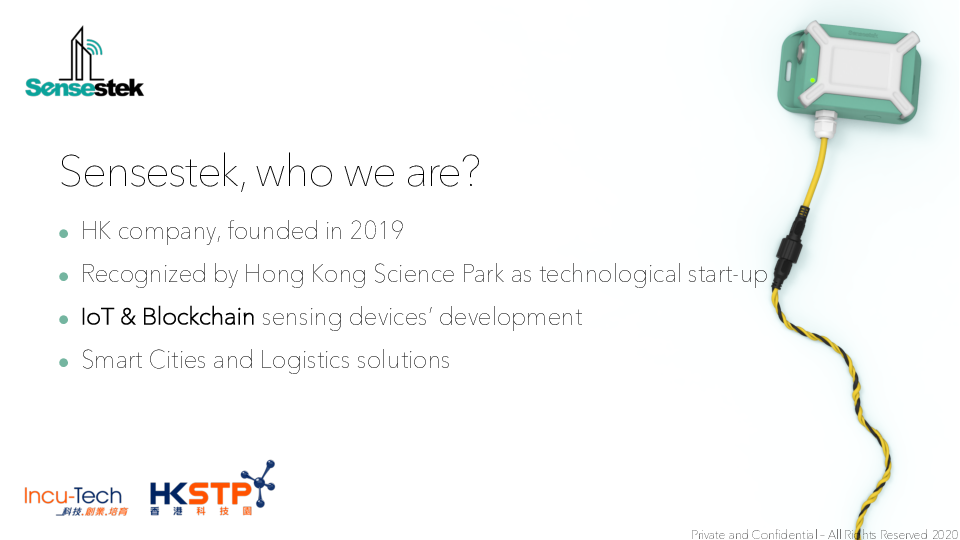 Sensestek
Sensestek, who we are?
HK company, founded in 2019
Recognized by Hong Kong Science Park as technological start-up
IoT & Blockchain sensing devices’ development
Smart Cities and Logistics solutions
Incu-Tech
科技.創業.培育
HKSTP
香港科技園
Private and Confidential – All Rights Reserved 2020